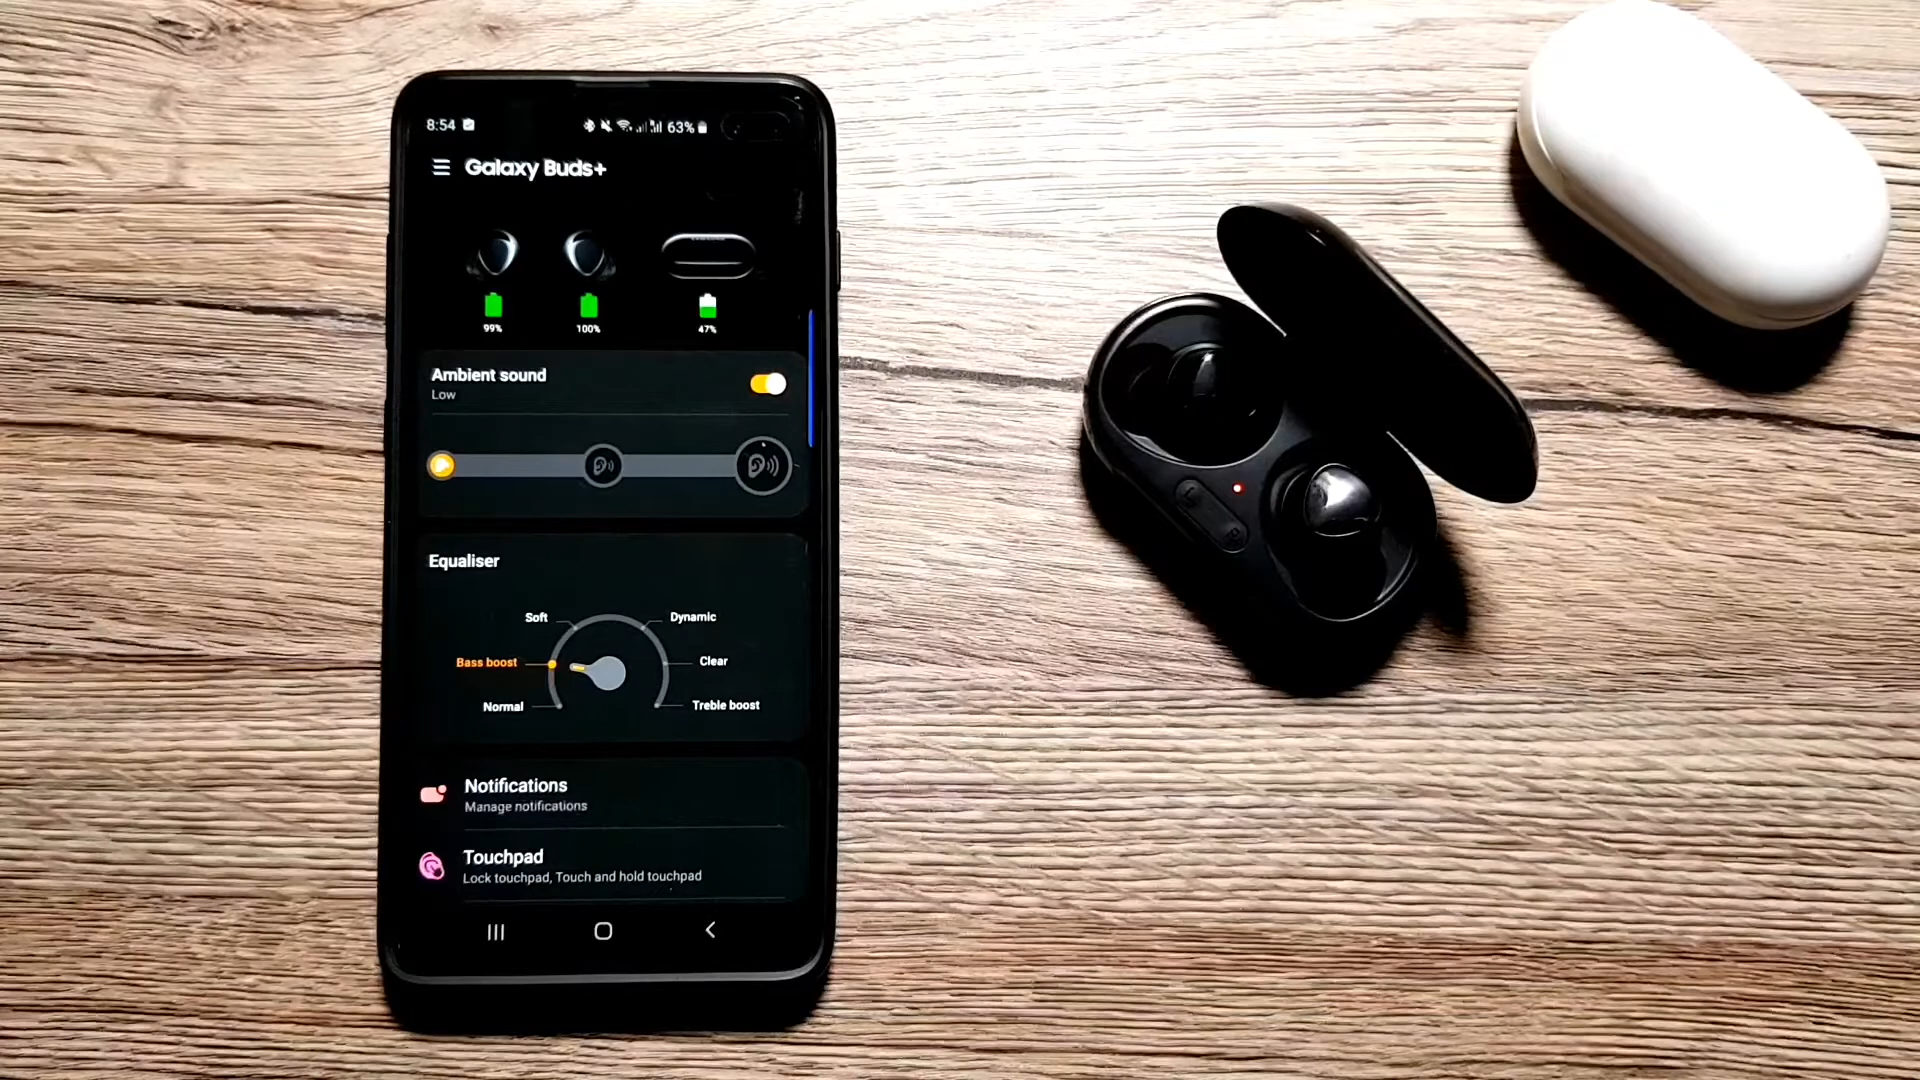 8:54 63%
Galaxy Buds+
99% 100% 47%
Ambient sound
Low
Equaliser
Soft Dynamic
Bass boost Clear
Normal Treble boost
Notifications
Manage notifications
Touchpad
Lock touchpad, Touch and hold touchpad
L
R